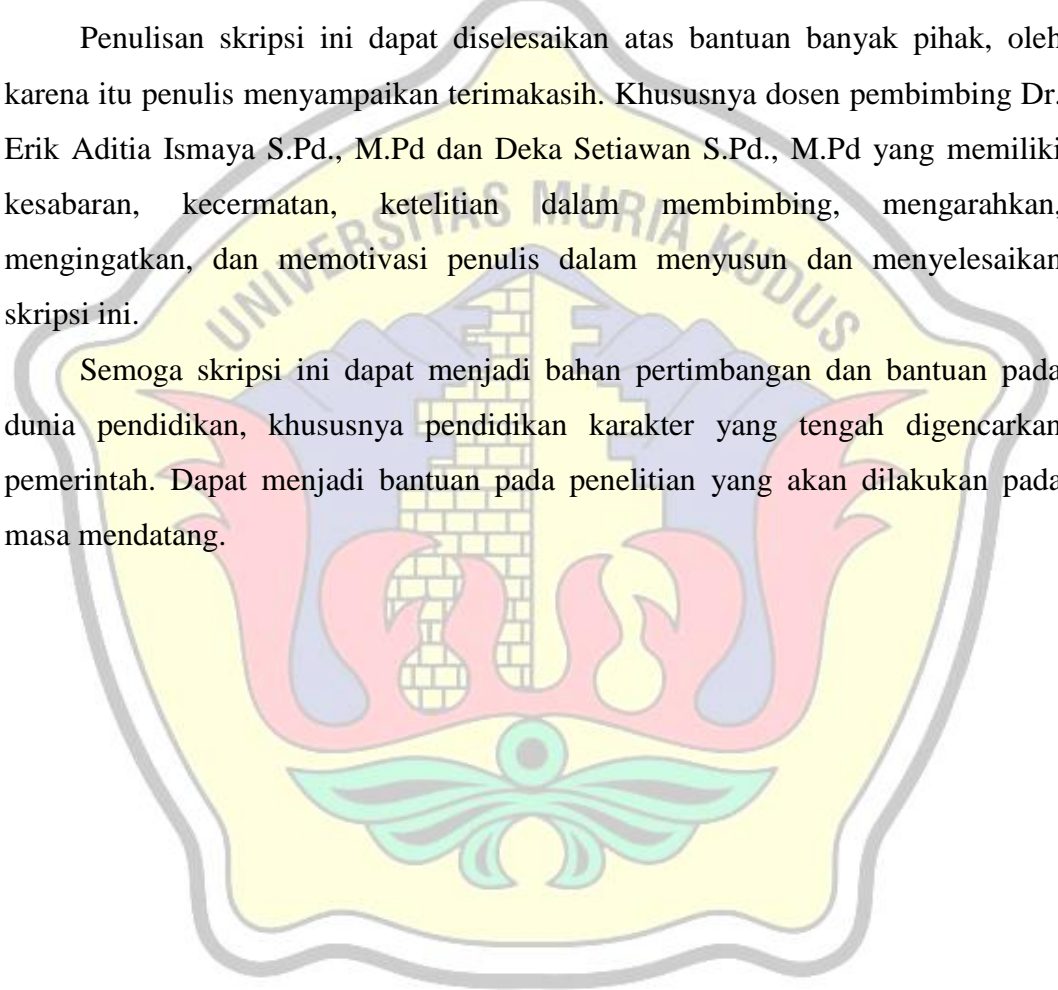 Penulisan skripsi ini dapat diselesaikan atas bantuan banyak pihak, oleh
karena itu penulis menyampaikan terimakasih. Khususnya dosen pembimbing Dr.
Erik Aditia Ismaya S.Pd., M.Pd dan Deka Setiawan S.Pd., M.Pd yang memiliki
kesabaran, kecermatan, ketelitian dalam membimbing, mengarahkan,
mengingatkan, dan memotivasi penulis dalam menyusun dan menyelesaikan
skripsi ini.
Semoga skripsi ini dapat menjadi bahan pertimbangan dan bantuan pada
dunia pendidikan, khususnya pendidikan karakter yang tengah digencarkan
pemerintah. Dapat menjadi bantuan pada penelitian yang akan dilakukan pada
masa mendatang.
UNIVERSITAS MURIA KUDUS